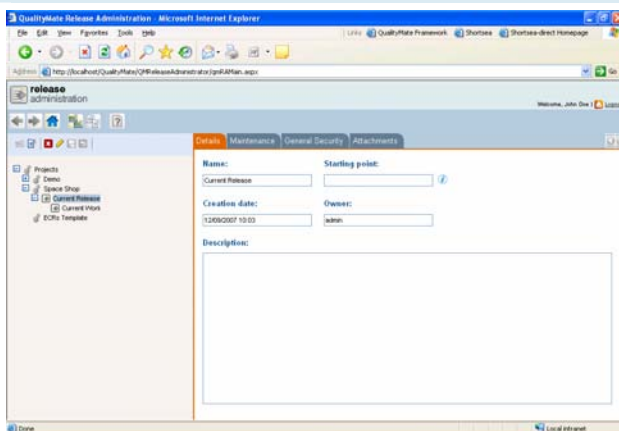 QualityMate Release Administration - Microsoft Internet Explorer
File Edit View Favorites Tools Help
Links QualityMate Framework Shortsea Shortsea-direct Homepage
Address http://localhost/QualityMate/QMReleaseAdministrator/qmRAMain.aspx Go
release
administration
Welcome, John Doe |
Details Maintenance General Security Attachments
Projects
Demo
Space Shop
Current Release
Current Work
ECRs Template
Name: Starting point:
Current Release
Creation date: Owner:
12/09/2007 10:03 admin
Description:
Done Local intranet